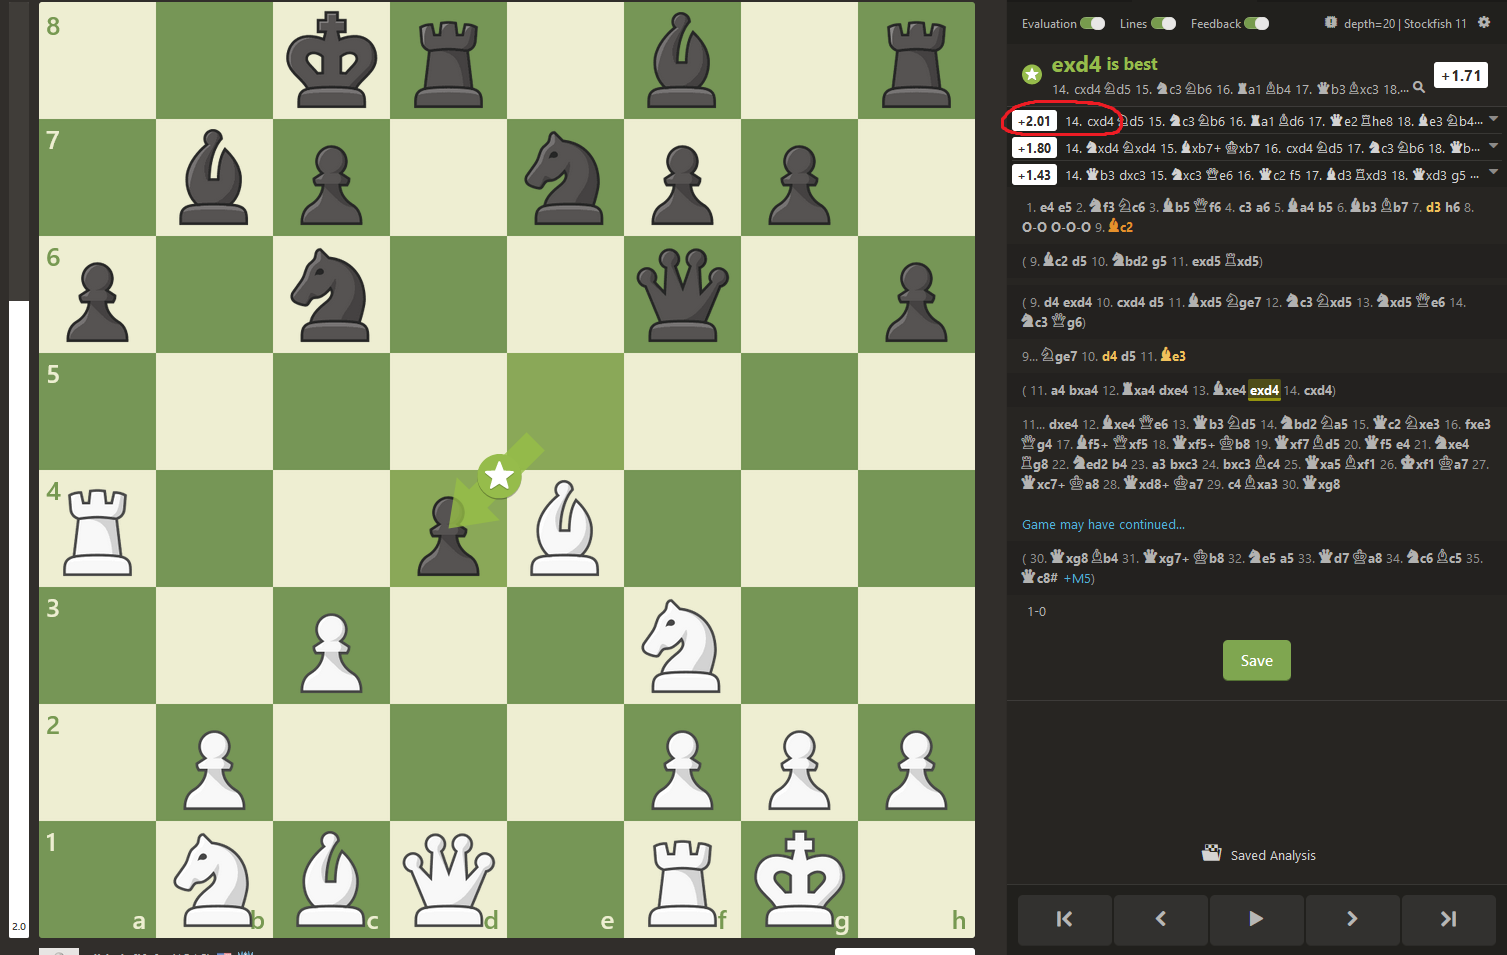 8
7
6
5
4
3
2
1
a b c d e f g h
2.0
Evaluation Lines Feedback depth=20 | Stockfish 11
exd4 is best
+1.71
14. cxd4 ♘d5 15. ♞c3 ♘b6 16. ♜a1 ♗b4 17. ♛b3 ♗xc3 18....
+2.01 14. cxd4 ♘d5 15. ♞c3 ♘b6 16. ♜a1 ♗d6 17. ♛e2 ♖he8 18. ♝e3 ♘b4...
+1.80 14. ♞xd4 ♘xd4 15. ♝xb7+ ♔xb7 16. cxd4 ♘d5 17. ♞c3 ♘b6 18. ♛b...
+1.43 14. ♛b3 dxc3 15. ♞xc3 ♕e6 16. ♛c2 f5 17. ♝d3 ♖xd3 18. ♛xd3 g5 ...
1. e4 e5 2. ♞f3 ♘c6 3. ♝b5 ♕f6 4. c3 a6 5. ♝a4 b5 6. ♝b3 ♗b7 7. d3 h6 8.
O-O O-O-O 9. ♝c2
( 9. ♝c2 d5 10. ♞bd2 g5 11. exd5 ♖xd5)
( 9. d4 exd4 10. cxd4 d5 11. ♝xd5 ♘ge7 12. ♞c3 ♘xd5 13. ♞xd5 ♕e6 14.
♞c3 ♕g6)
9... ♘ge7 10. d4 d5 11. ♝e3
( 11. a4 bxa4 12. ♜xa4 dxe4 13. ♝xe4 exd4 14. cxd4)
11... dxe4 12. ♝xe4 ♕e6 13. ♛b3 ♘d5 14. ♞bd2 ♘a5 15. ♛c2 ♘xe3 16. fxe3
♕g4 17. ♝f5+ ♕xf5 18. ♛xf5+ ♔b8 19. ♛xf7 ♗d5 20. ♛f5 e4 21. ♞xe4
♖g8 22. ♞ed2 b4 23. a3 bxc3 24. bxc3 ♗c4 25. ♛xa5 ♗xf1 26. ♚xf1 ♔a7 27.
♛xc7+ ♔a8 28. ♛xd8+ ♔a7 29. c4 ♗xa3 30. ♛xg8
Game may have continued...
( 30. ♛xg8 ♗b4 31. ♛xg7+ ♔b8 32. ♞e5 a5 33. ♛d7 ♔a8 34. ♞c6 ♗c5 35.
♛c8# +M5)
1-0
Save
Saved Analysis